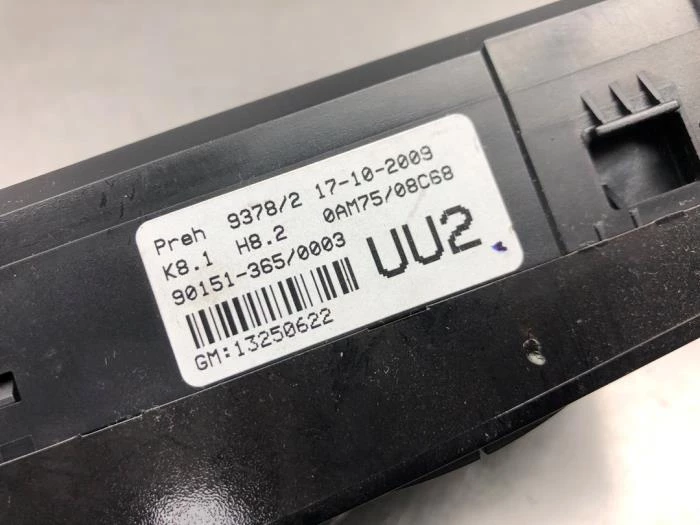 Preh 9378/2 17-10-2009
K8.1 H8.2 0AM75/08C68
90151-365/0003 UU2
GM:13250622